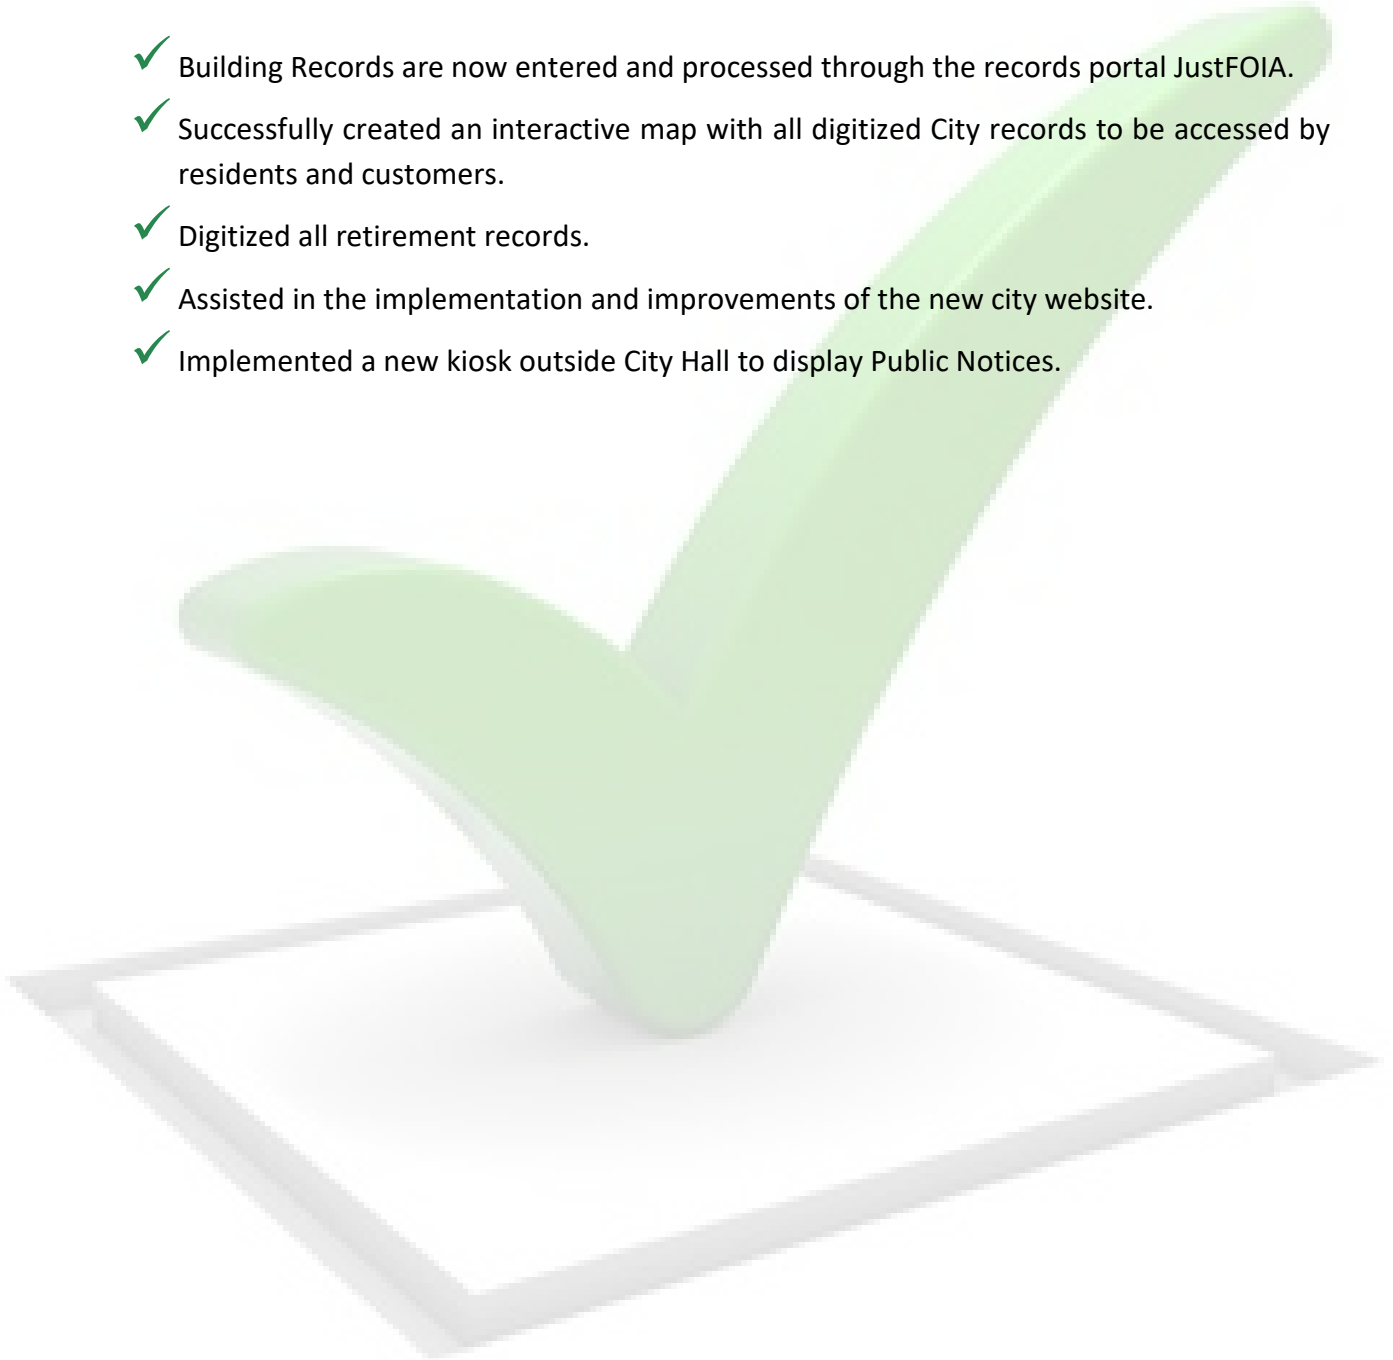 Building Records are now entered and processed through the records portal JustFOIA.
Successfully created an interactive map with all digitized City records to be accessed by
residents and customers.
Digitized all retirement records.
Assisted in the implementation and improvements of the new city website.
Implemented a new kiosk outside City Hall to display Public Notices.